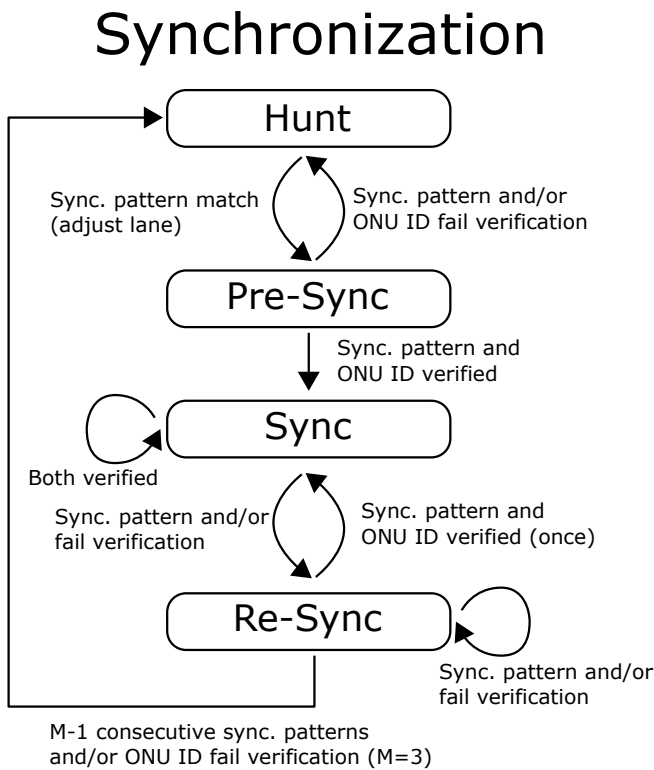 Synchronization
Hunt
Sync. pattern match
(adjust lane)
Sync. pattern and/or
ONU ID fail verification
Pre-Sync
Sync. pattern and
ONU ID verified
Sync
Both verified
Sync. pattern and/or
fail verification
Sync. pattern and
ONU ID verified (once)
Re-Sync
Sync. pattern and/or
fail verification
M-1 consecutive sync. patterns
and/or ONU ID fail verification (M=3)